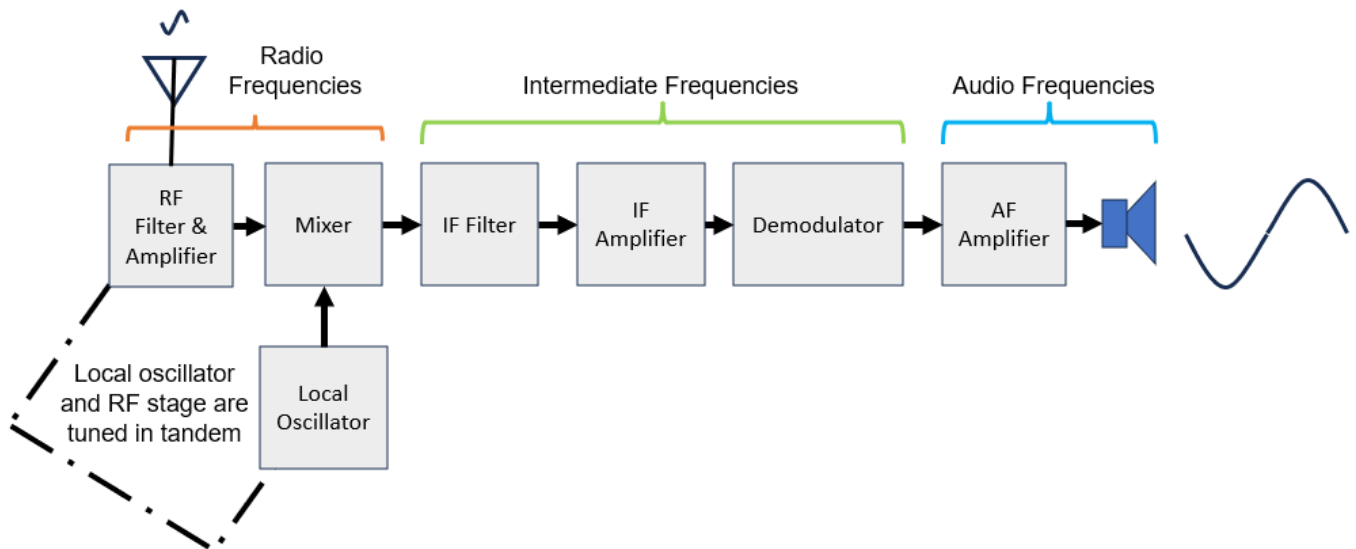 Radio
Frequencies
Intermediate Frequencies
Audio Frequencies
RF
Filter &
Amplifier
Mixer
IF Filter
IF
Amplifier
Demodulator
AF
Amplifier
Local oscillator
and RF stage are
tuned in tandem
Local
Oscillator